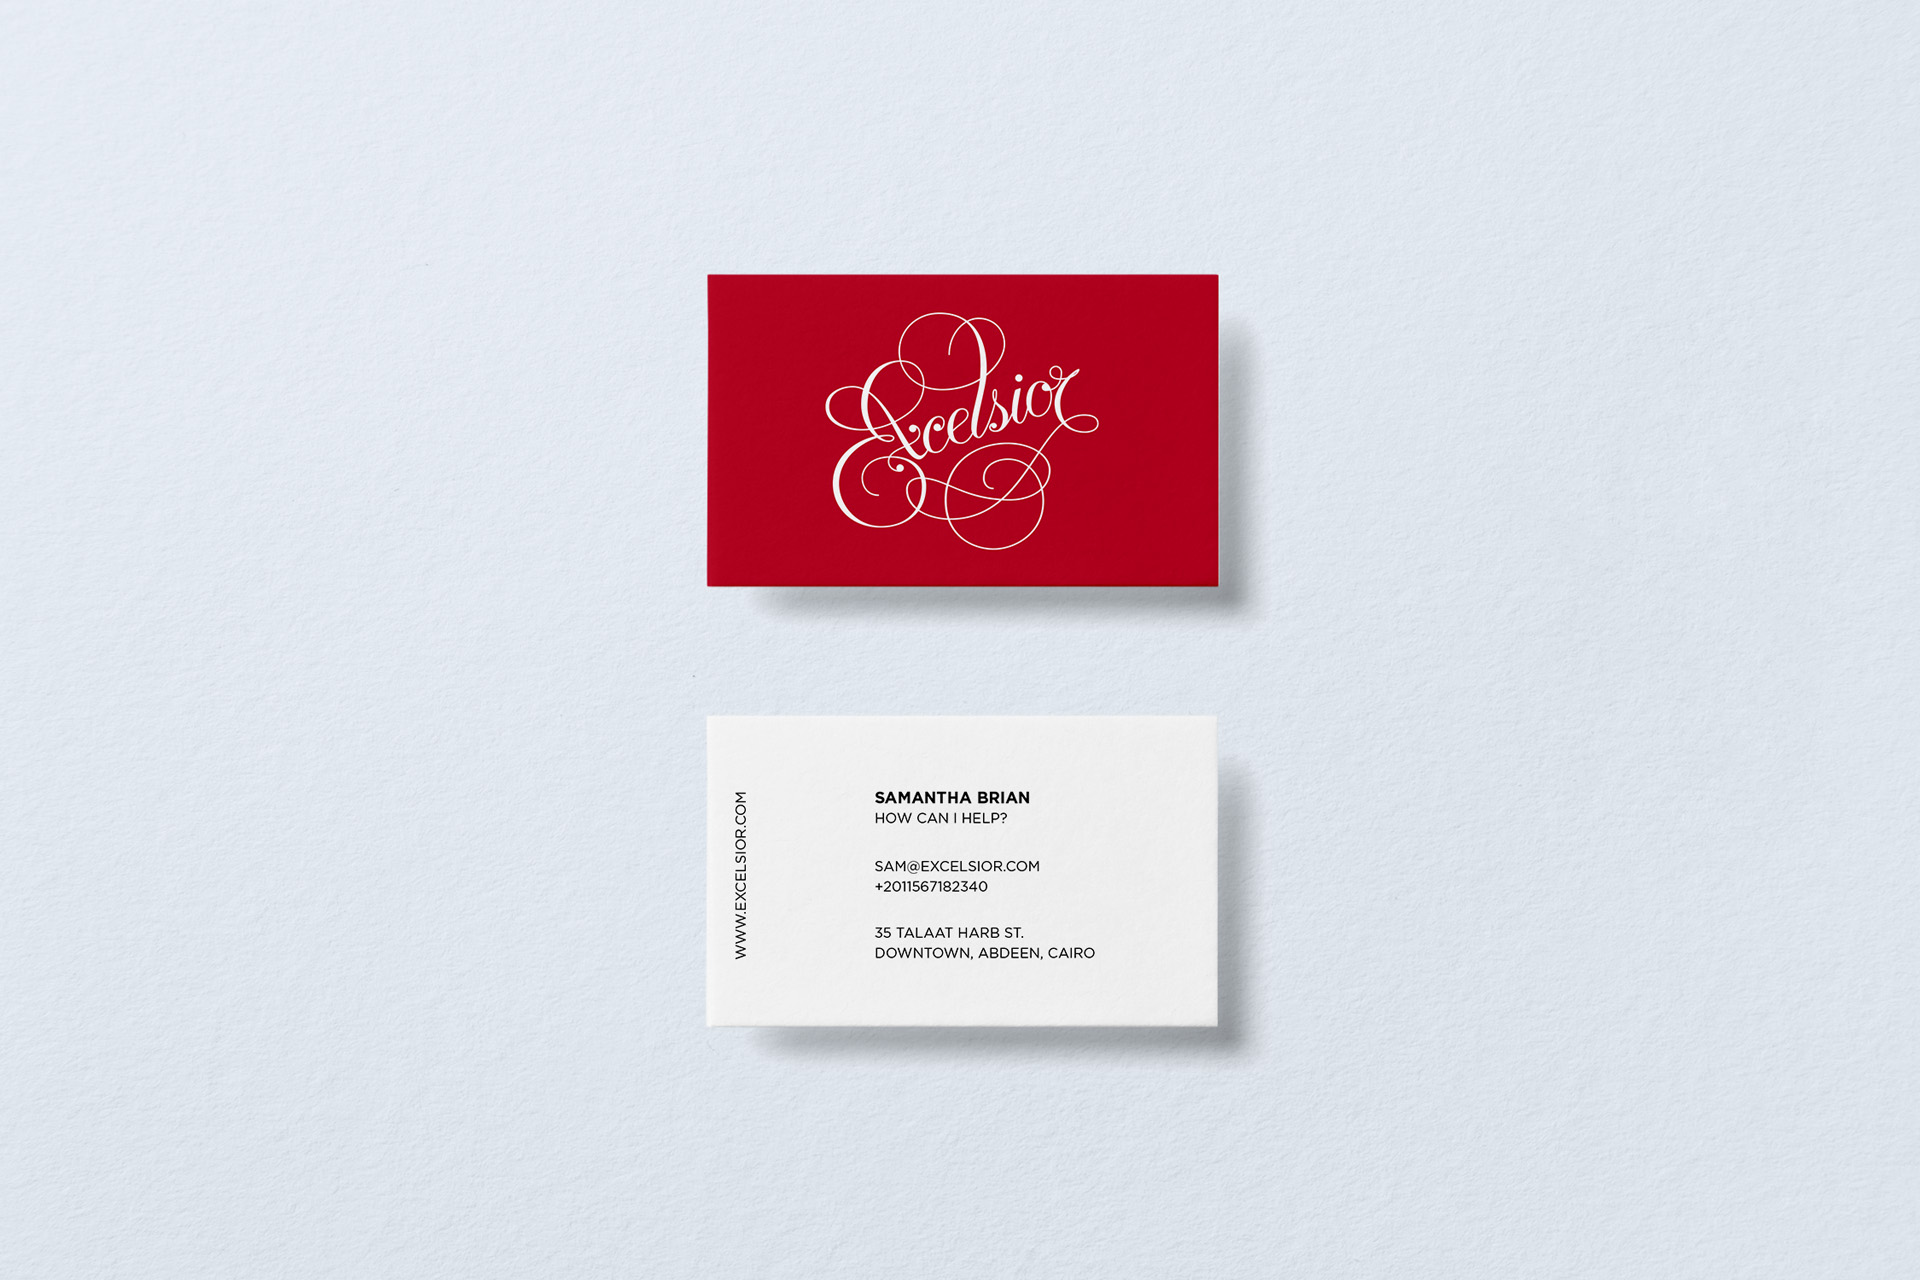 Excelsior
WWW.EXCELSIOR.COM
SAMANTHA BRIAN
HOW CAN I HELP?
SAM@EXCELSIOR.COM
+2011567182340
35 TALAAT HARB ST.
DOWNTOWN, ABDEEN, CAIRO